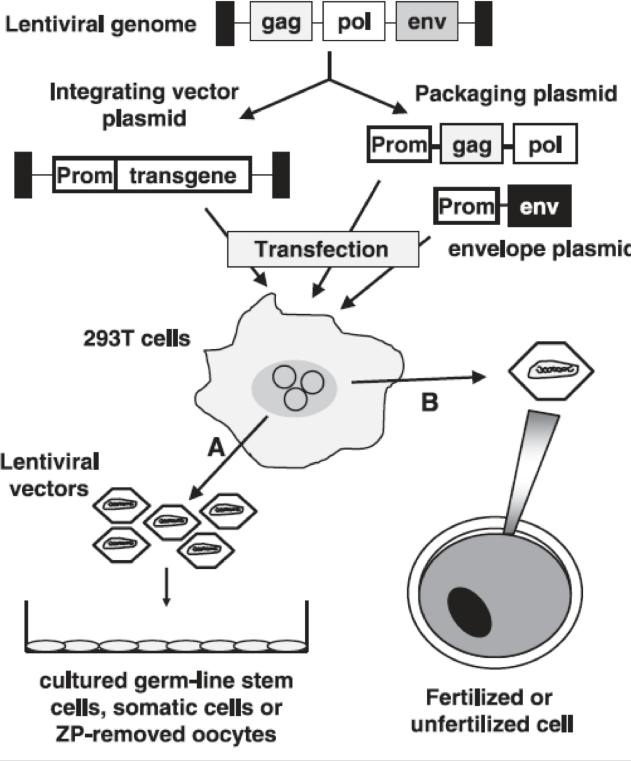 Lentiviral genome
gag pol env
Integrating vector
plasmid
Packaging plasmid
Prom gag pol
Prom transgene
Prom env
envelope plasmid
Transfection
293T cells
B
A
Lentiviral
vectors
cultured germ-line stem
cells, somatic cells or
ZP-removed oocytes
Fertilized or
unfertilized cell